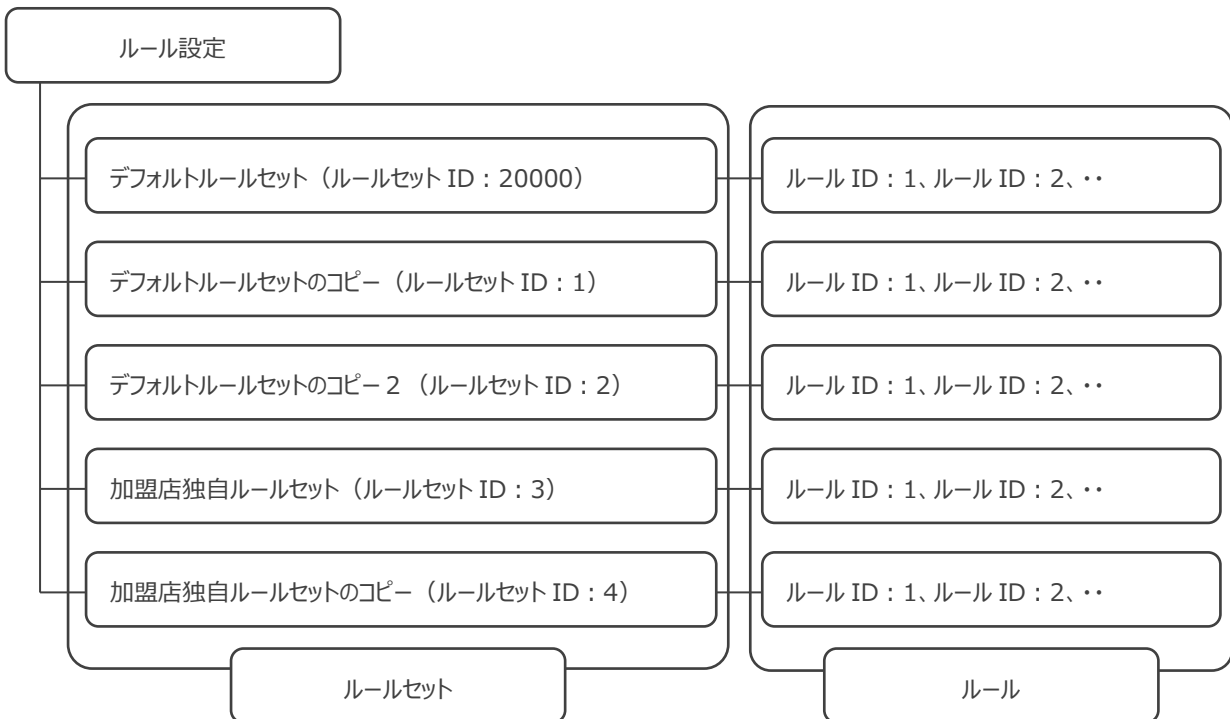 ルール設定
デフォルトルールセット（ルールセット ID：20000） ルール ID：1、ルール ID：2、・・
デフォルトルールセットのコピー（ルールセット ID：1） ルール ID：1、ルール ID：2、・・
デフォルトルールセットのコピー２（ルールセット ID：2） ルール ID：1、ルール ID：2、・・
加盟店独自ルールセット（ルールセット ID：3） ルール ID：1、ルール ID：2、・・
加盟店独自ルールセットのコピー（ルールセット ID：4） ルール ID：1、ルール ID：2、・・
ルールセット ルール